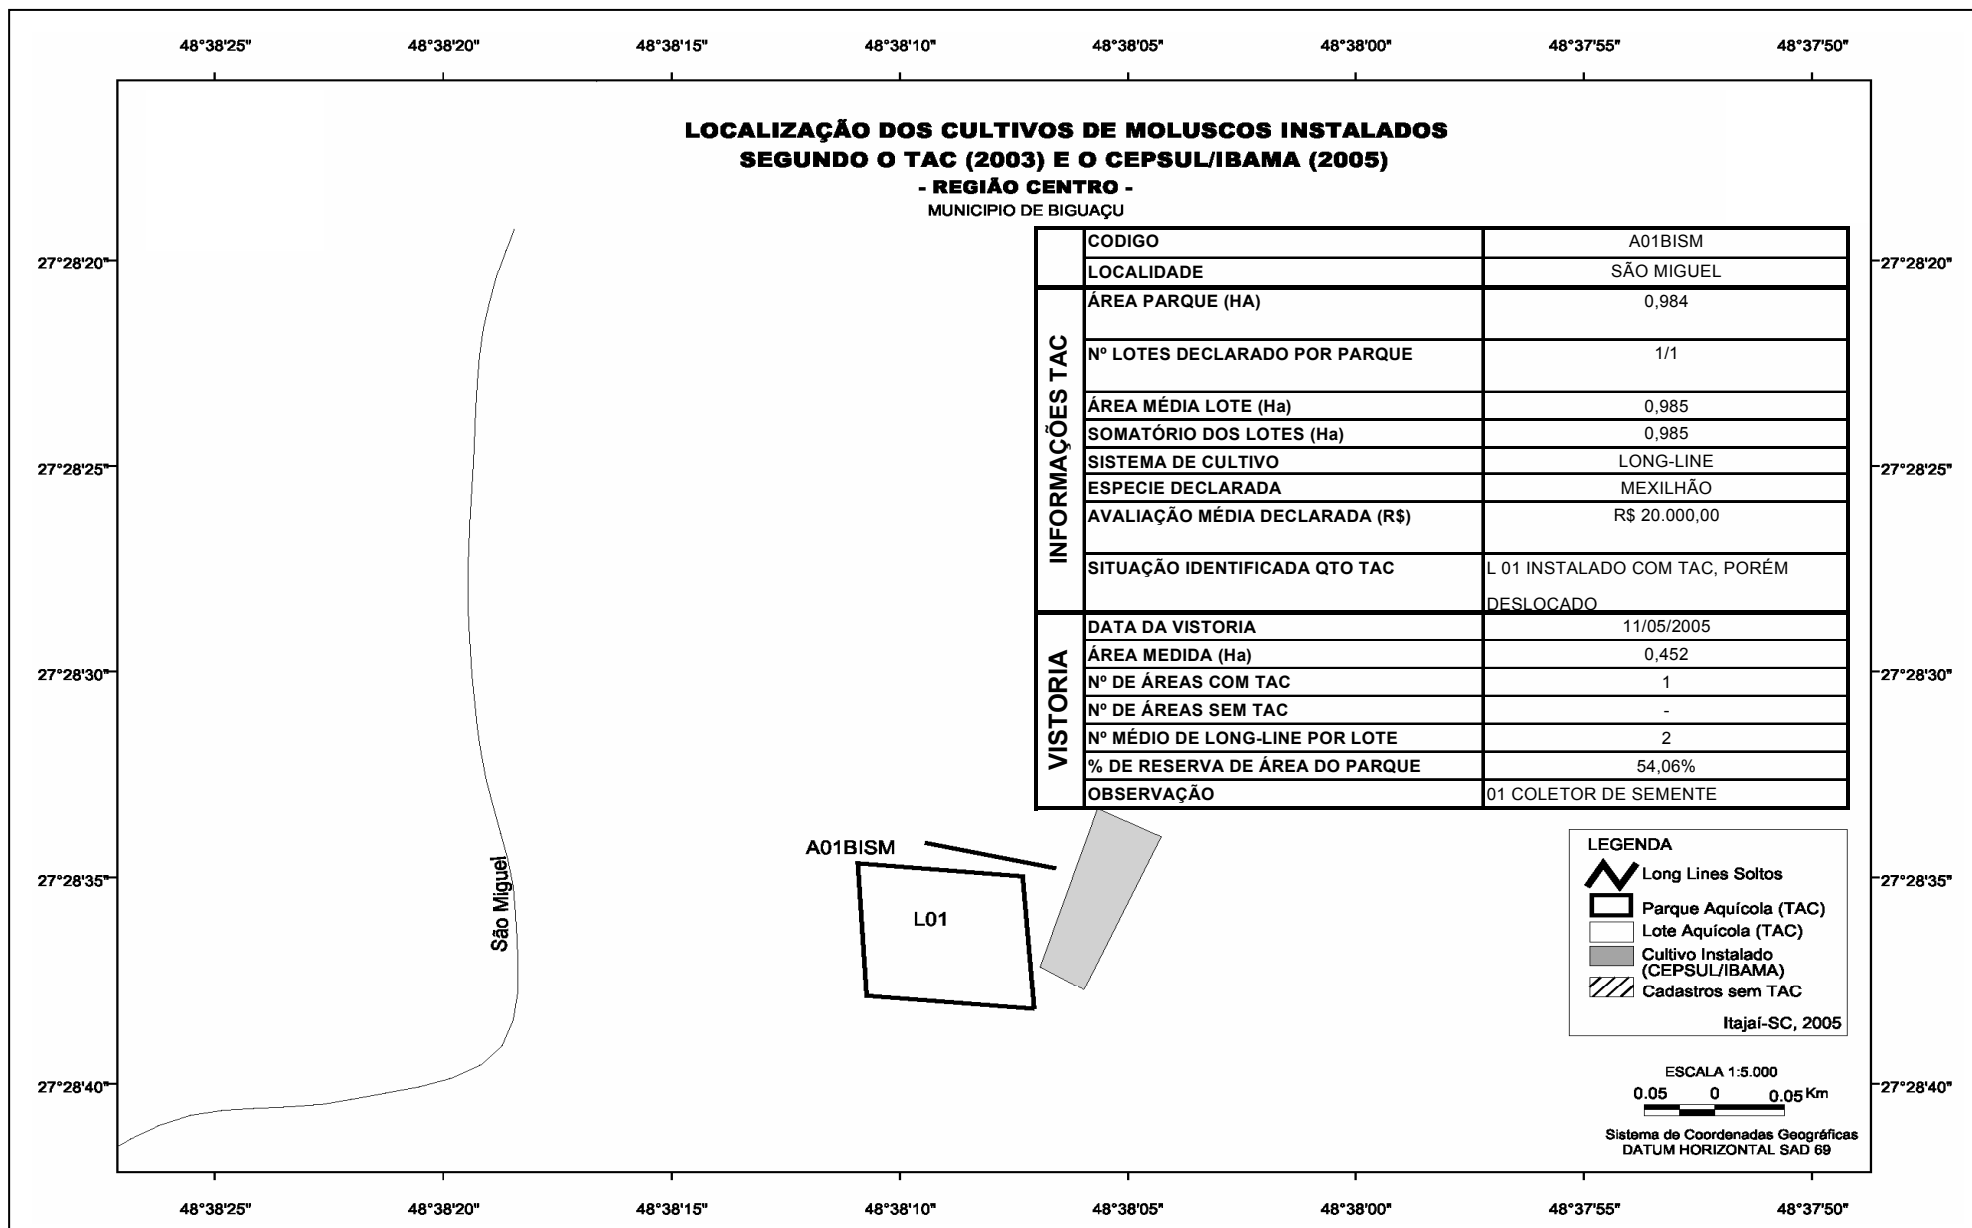 48°38'25" 48°38'20" 48°38'15" 48°38'10" 48°38'05" 48°38'00" 48°37'55" 48°37'50"
LOCALIZAÇÃO DOS CULTIVOS DE MOLUSCOS INSTALADOS
SEGUNDO O TAC (2003) E O CEPSUL/IBAMA (2005)
- REGIÃO CENTRO -
MUNICIPIO DE BIGUAÇU
CODIGO A01BISM
27°28'20" 27°28'20"
LOCALIDADE SÃO MIGUEL
INFORMAÇÕES TAC
ÁREA PARQUE (HA) 0,984
Nº LOTES DECLARADO POR PARQUE 1/1
ÁREA MÉDIA LOTE (Ha) 0,985
SOMATÓRIO DOS LOTES (Ha) 0,985
27°28'25" 27°28'25"
SISTEMA DE CULTIVO LONG-LINE
ESPECIE DECLARADA MEXILHÃO
AVALIAÇÃO MÉDIA DECLARADA (R$) R$ 20.000,00
SITUAÇÃO IDENTIFICADA QTO TAC L 01 INSTALADO COM TAC, PORÉM
DESLOCADO
VISTORIA
DATA DA VISTORIA 11/05/2005
ÁREA MEDIDA (Ha) 0,452
27°28'30" 27°28'30"
Nº DE ÁREAS COM TAC 1
Nº DE ÁREAS SEM TAC -
Nº MÉDIO DE LONG-LINE POR LOTE 2
% DE RESERVA DE ÁREA DO PARQUE 54,06%
OBSERVAÇÃO 01 COLETOR DE SEMENTE
A01BISM
L01
São Miguel
27°28'35" 27°28'35"
LEGENDA
Long Lines Soltos
Parque Aquícola (TAC)
Lote Aquícola (TAC)
Cultivo Instalado
(CEPSUL/IBAMA)
Cadastros sem TAC
Itajaí-SC, 2005
27°28'40" 27°28'40"
ESCALA 1:5.000
0.05 0 0.05 Km
Sistema de Coordenadas Geográficas
DATUM HORIZONTAL SAD 69
48°38'25" 48°38'20" 48°38'15" 48°38'10" 48°38'05" 48°38'00" 48°37'55" 48°37'50"